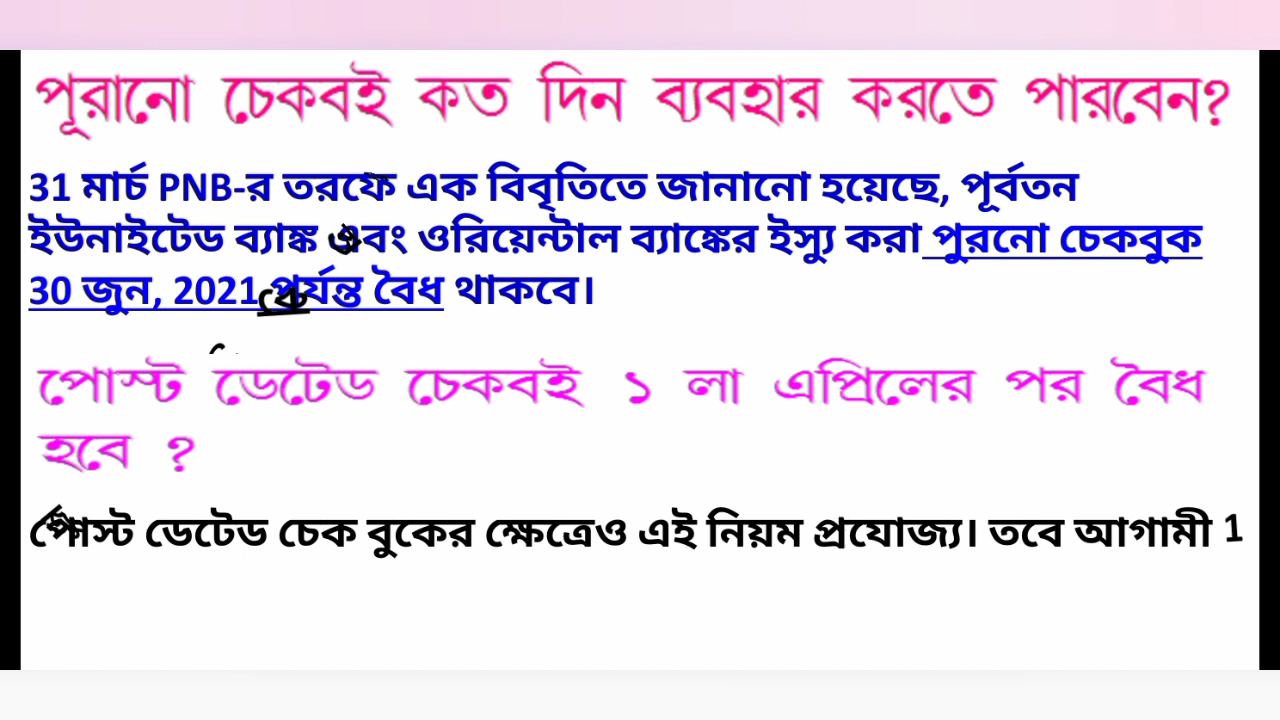 পূরানো চেকবই কত দিন ব্যবহার করতে পারবেন?
31 মার্চ PNB-র তরফে এক বিবৃতিতে জানানো হয়েছে, পূর্বতন
ইউনাইটেড ব্যাঙ্ক এবং ওরিয়েন্টাল ব্যাঙ্কের ইস্যু করা পুরনো চেকবুক
30 জুন, 2021 পর্যন্ত বৈধ থাকবে।
পোস্ট ডেটেড চেকবই ১ লা এপ্রিলের পর বৈধ
হবে ?
পোস্ট ডেটেড চেক বুকের ক্ষেত্রেও এই নিয়ম প্রযোজ্য। তবে আগামী 1